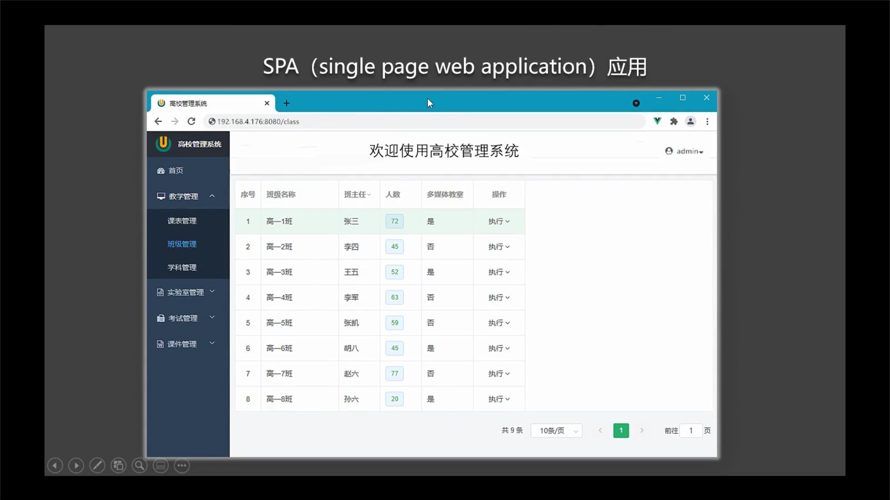 SPA（single page web application）应用
高校管理系统
192.168.4.176:8080/class
高校管理系统
欢迎使用高校管理系统
admin
首页
教学管理
课表管理
班级管理
学科管理
实验室管理
考试管理
课件管理
序号 班级名称 班主任 人数 多媒体教室 操作
1 高一1班 张三 72 是 执行
2 高一2班 李四 45 否 执行
3 高一3班 王五 52 是 执行
4 高一4班 李军 63 否 执行
5 高一5班 张凯 59 否 执行
6 高一6班 胡八 45 是 执行
7 高一7班 赵六 77 否 执行
8 高一8班 孙六 20 是 执行
共 9 条 10条/页 1 前往 1 页